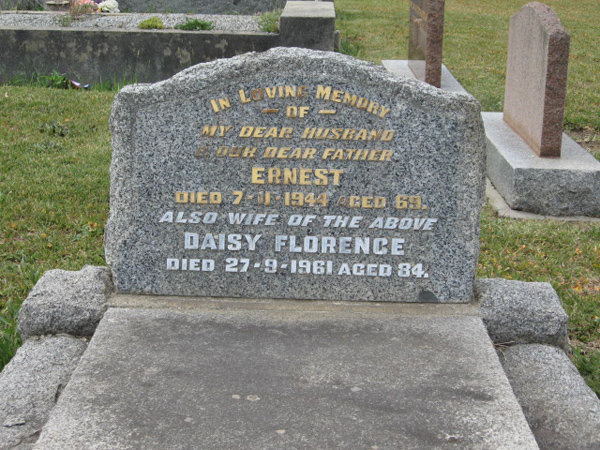 IN LOVING MEMORY
— OF —
MY DEAR HUSBAND
& OUR DEAR FATHER
ERNEST
DIED 7-11-1944 AGED 69.
ALSO WIFE OF THE ABOVE
DAISY FLORENCE
DIED 27-9-1961 AGED 84.